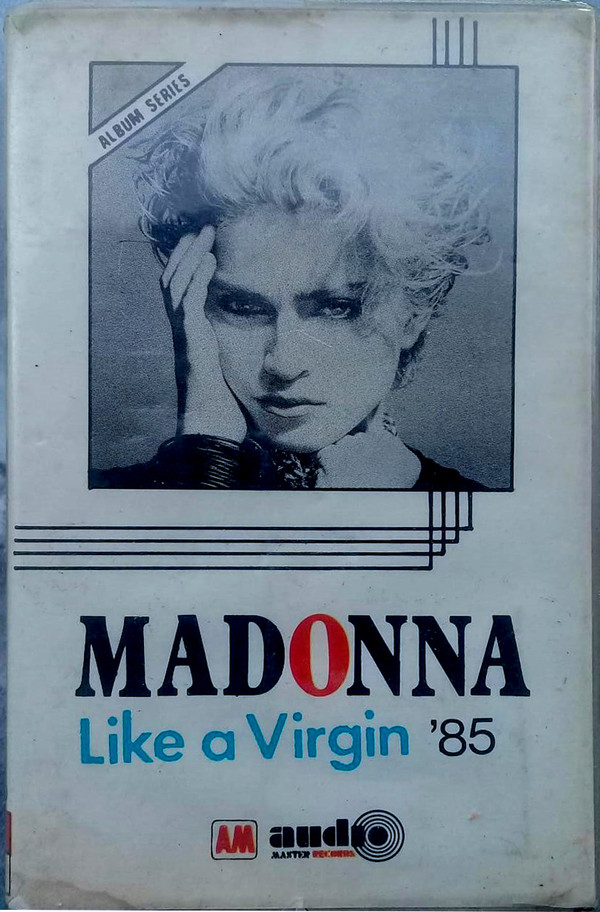 ALBUM SERIES
MADONNA
Like a Virgin '85
AM audio
MASTER RECORDS